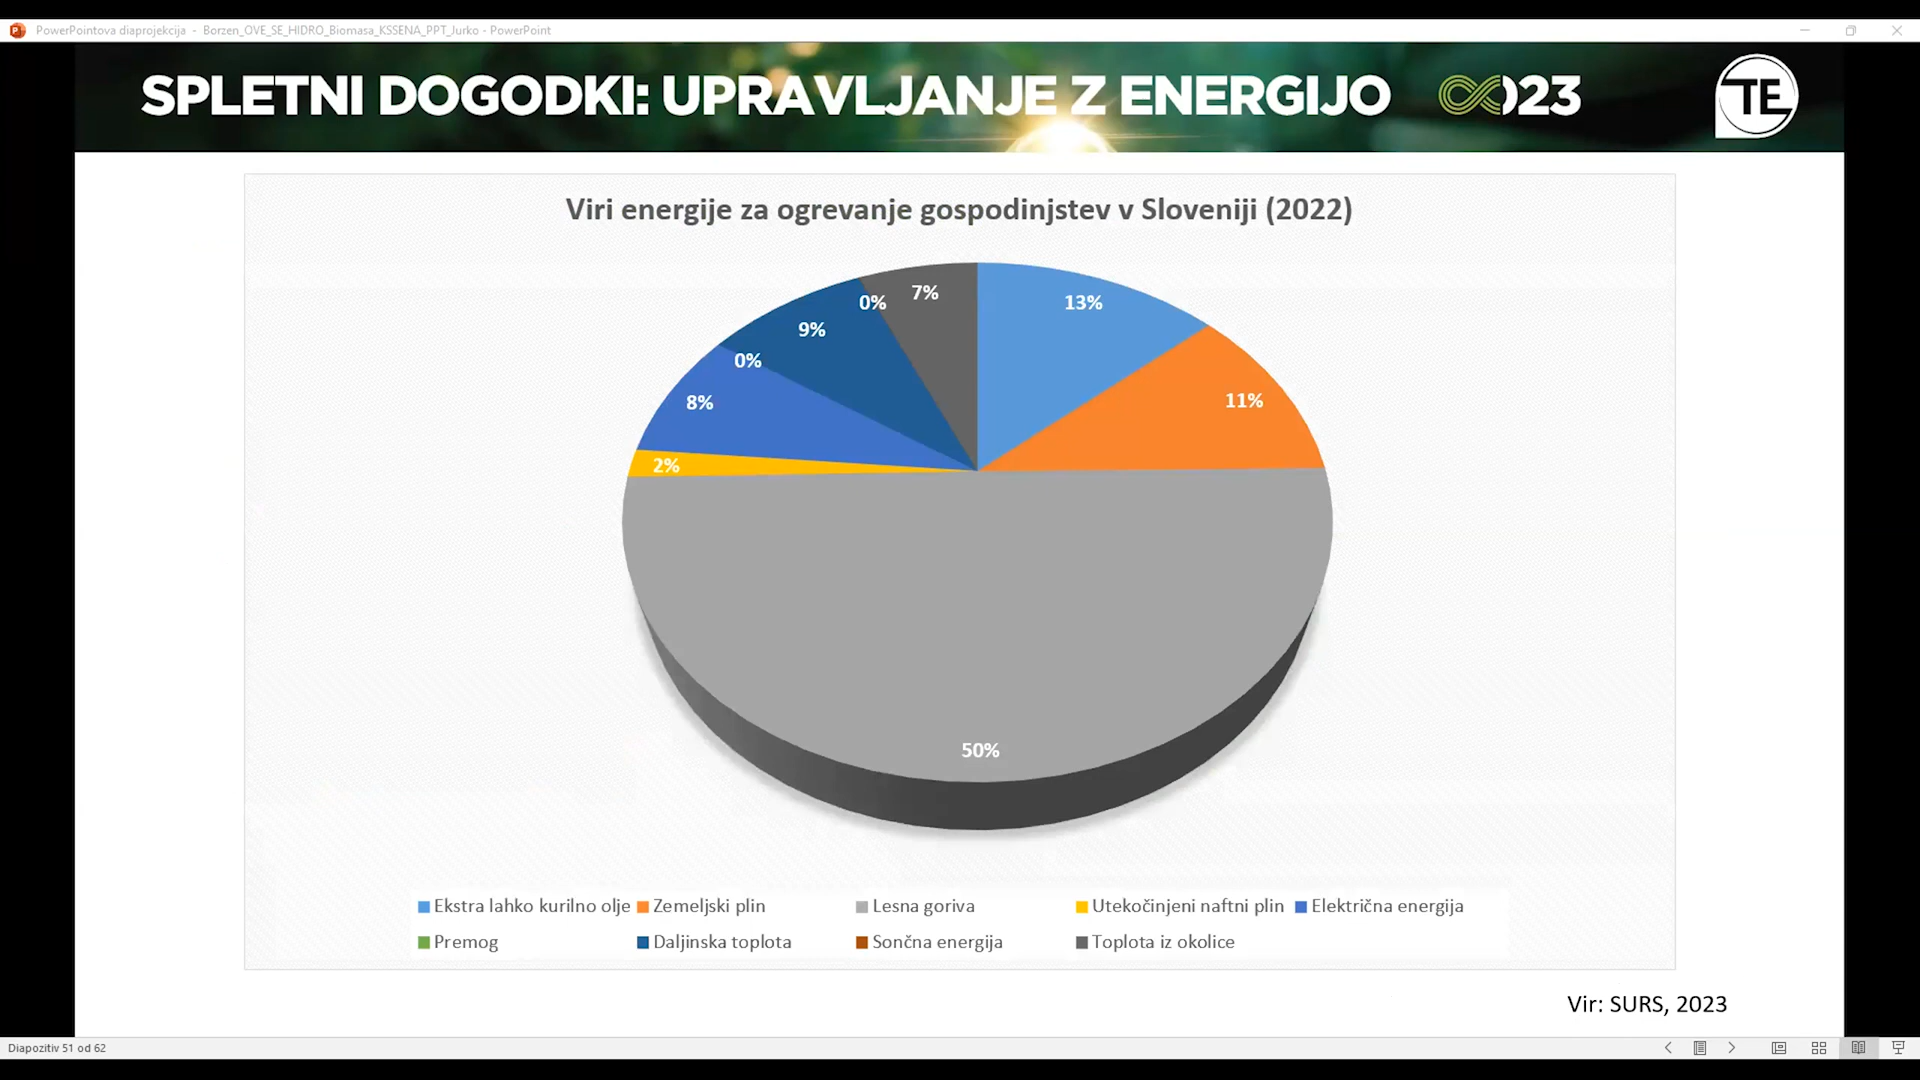 PowerPointova diaprojekcija - Borzen_OVE_SE_HIDRO_Biomasa_KSSENA_PPT_Jurko - PowerPoint
SPLETNI DOGODKI: UPRAVLJANJE Z ENERGIJO 2023 TE
Viri energije za ogrevanje gospodinjstev v Sloveniji (2022)
0% 7% 13%
9%
0%
8% 11%
2%
50%
Ekstra lahko kurilno olje Zemeljski plin Lesna goriva Utekočinjeni naftni plin Električna energija
Premog Daljinska toplota Sončna energija Toplota iz okolice
Vir: SURS, 2023
Diapozitiv 51 od 62